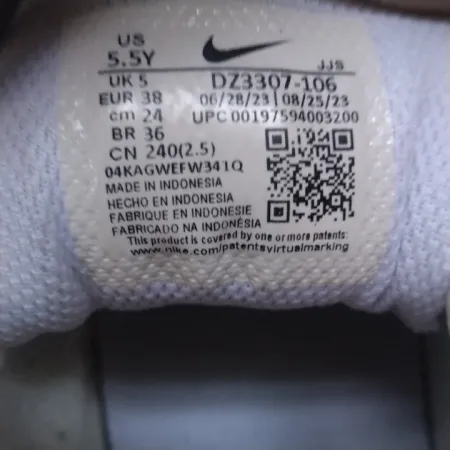 US
5.5Y
JJS
UK 5
DZ3307-106
EUR 38
06/28/23 | 08/25/23
cm 24
UPC 00197594003200
BR 36
CN 240(2.5)
04KAGWEFW341Q
MADE IN INDONESIA
HECHO EN INDONESIA
FABRIQUE EN INDONESIE
FABRICADO NA INDONÉSIA
This product is covered by one or more patents:
www.nike.com/patentsvirtualmarking